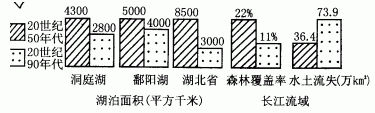 4300 5000 8500 22% 73.9
20世纪
50年代
2800 4000 3000 11% 36.4
20世纪
90年代
洞庭湖 鄱阳湖 湖北省 森林覆盖率 水土流失(万km²)
湖泊面积(平方千米) 长江流域